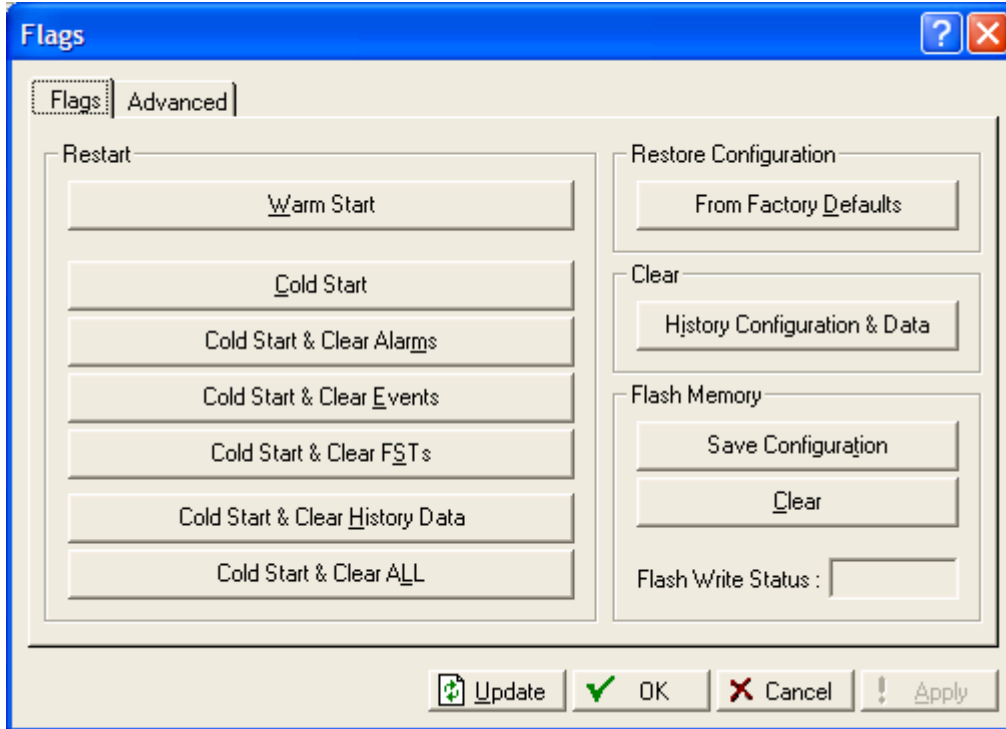 Flags
Flags
Advanced
Restart
Warm Start
Cold Start
Cold Start & Clear Alarms
Cold Start & Clear Events
Cold Start & Clear FSTs
Cold Start & Clear History Data
Cold Start & Clear ALL
Restore Configuration
From Factory Defaults
Clear
History Configuration & Data
Flash Memory
Save Configuration
Clear
Flash Write Status :
Update
OK
Cancel
Apply